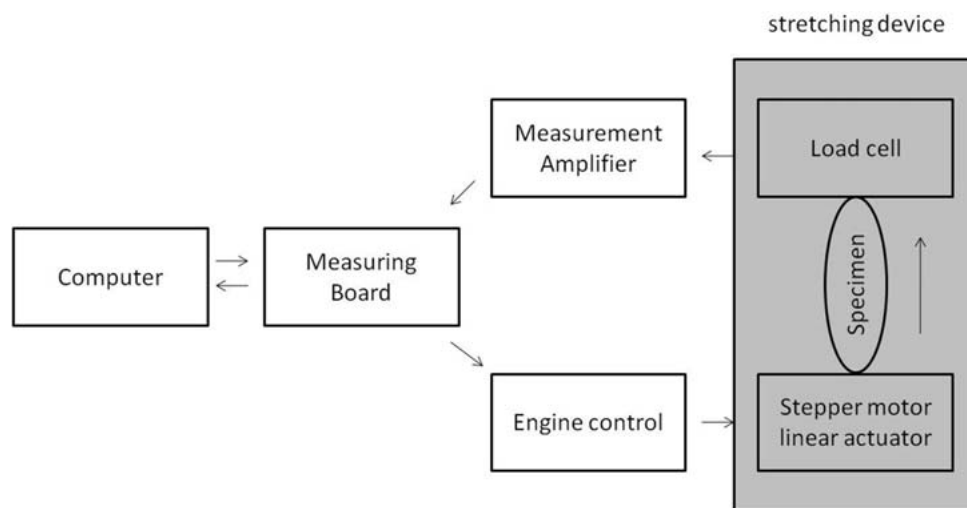 stretching device
Measurement
Amplifier
Load cell
Computer
Measuring
Board
Specimen
Engine control
Stepper motor
linear actuator